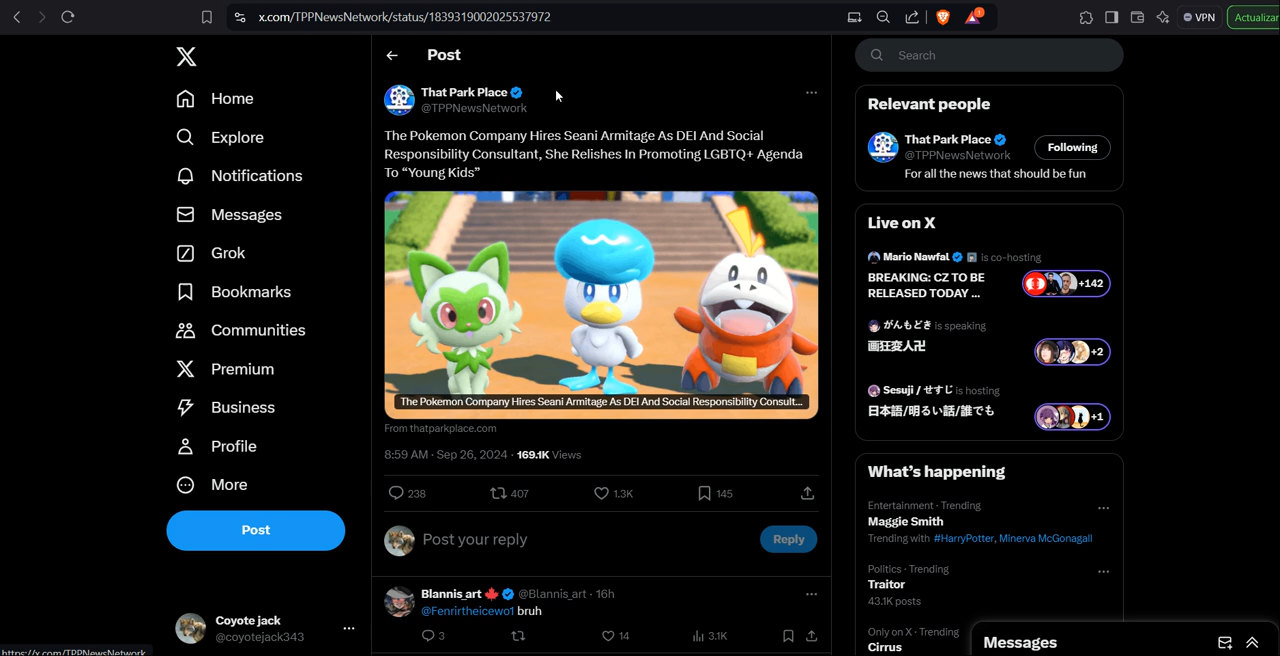 x.com/TPPNewsNetwork/status/1839319002025537972
1
VPN
Actualizar
Home
Explore
Notifications
Messages
Grok
Bookmarks
Communities
Premium
Business
Profile
More
Post
Coyote jack
@coyotejack343
https://x.com/TPPNewsNetwork
Post
That Park Place
@TPPNewsNetwork
The Pokemon Company Hires Seani Armitage As DEI And Social
Responsibility Consultant, She Relishes In Promoting LGBTQ+ Agenda
To “Young Kids”
The Pokemon Company Hires Seani Armitage As DEI And Social Responsibility Consult...
From thatparkplace.com
8:59 AM · Sep 26, 2024 · 169.1K Views
238 407 1.3K 145
Post your reply
Reply
Blannis_art @Blannis_art · 16h
@Fenrirtheicewo1 bruh
3 14 3.1K
Search
Relevant people
That Park Place
@TPPNewsNetwork
Following
For all the news that should be fun
Live on X
Mario Nawfal is co-hosting
BREAKING: CZ TO BE
RELEASED TODAY ...
+142
がんもどき is speaking
画狂変人卍
+2
Sesuji / せすじ is hosting
日本語/明るい話/誰でも
+1
What’s happening
Entertainment · Trending
Maggie Smith
Trending with #HarryPotter, Minerva McGonagall
Politics · Trending
Traitor
43.1K posts
Only on X · Trending
Cirrus
Messages